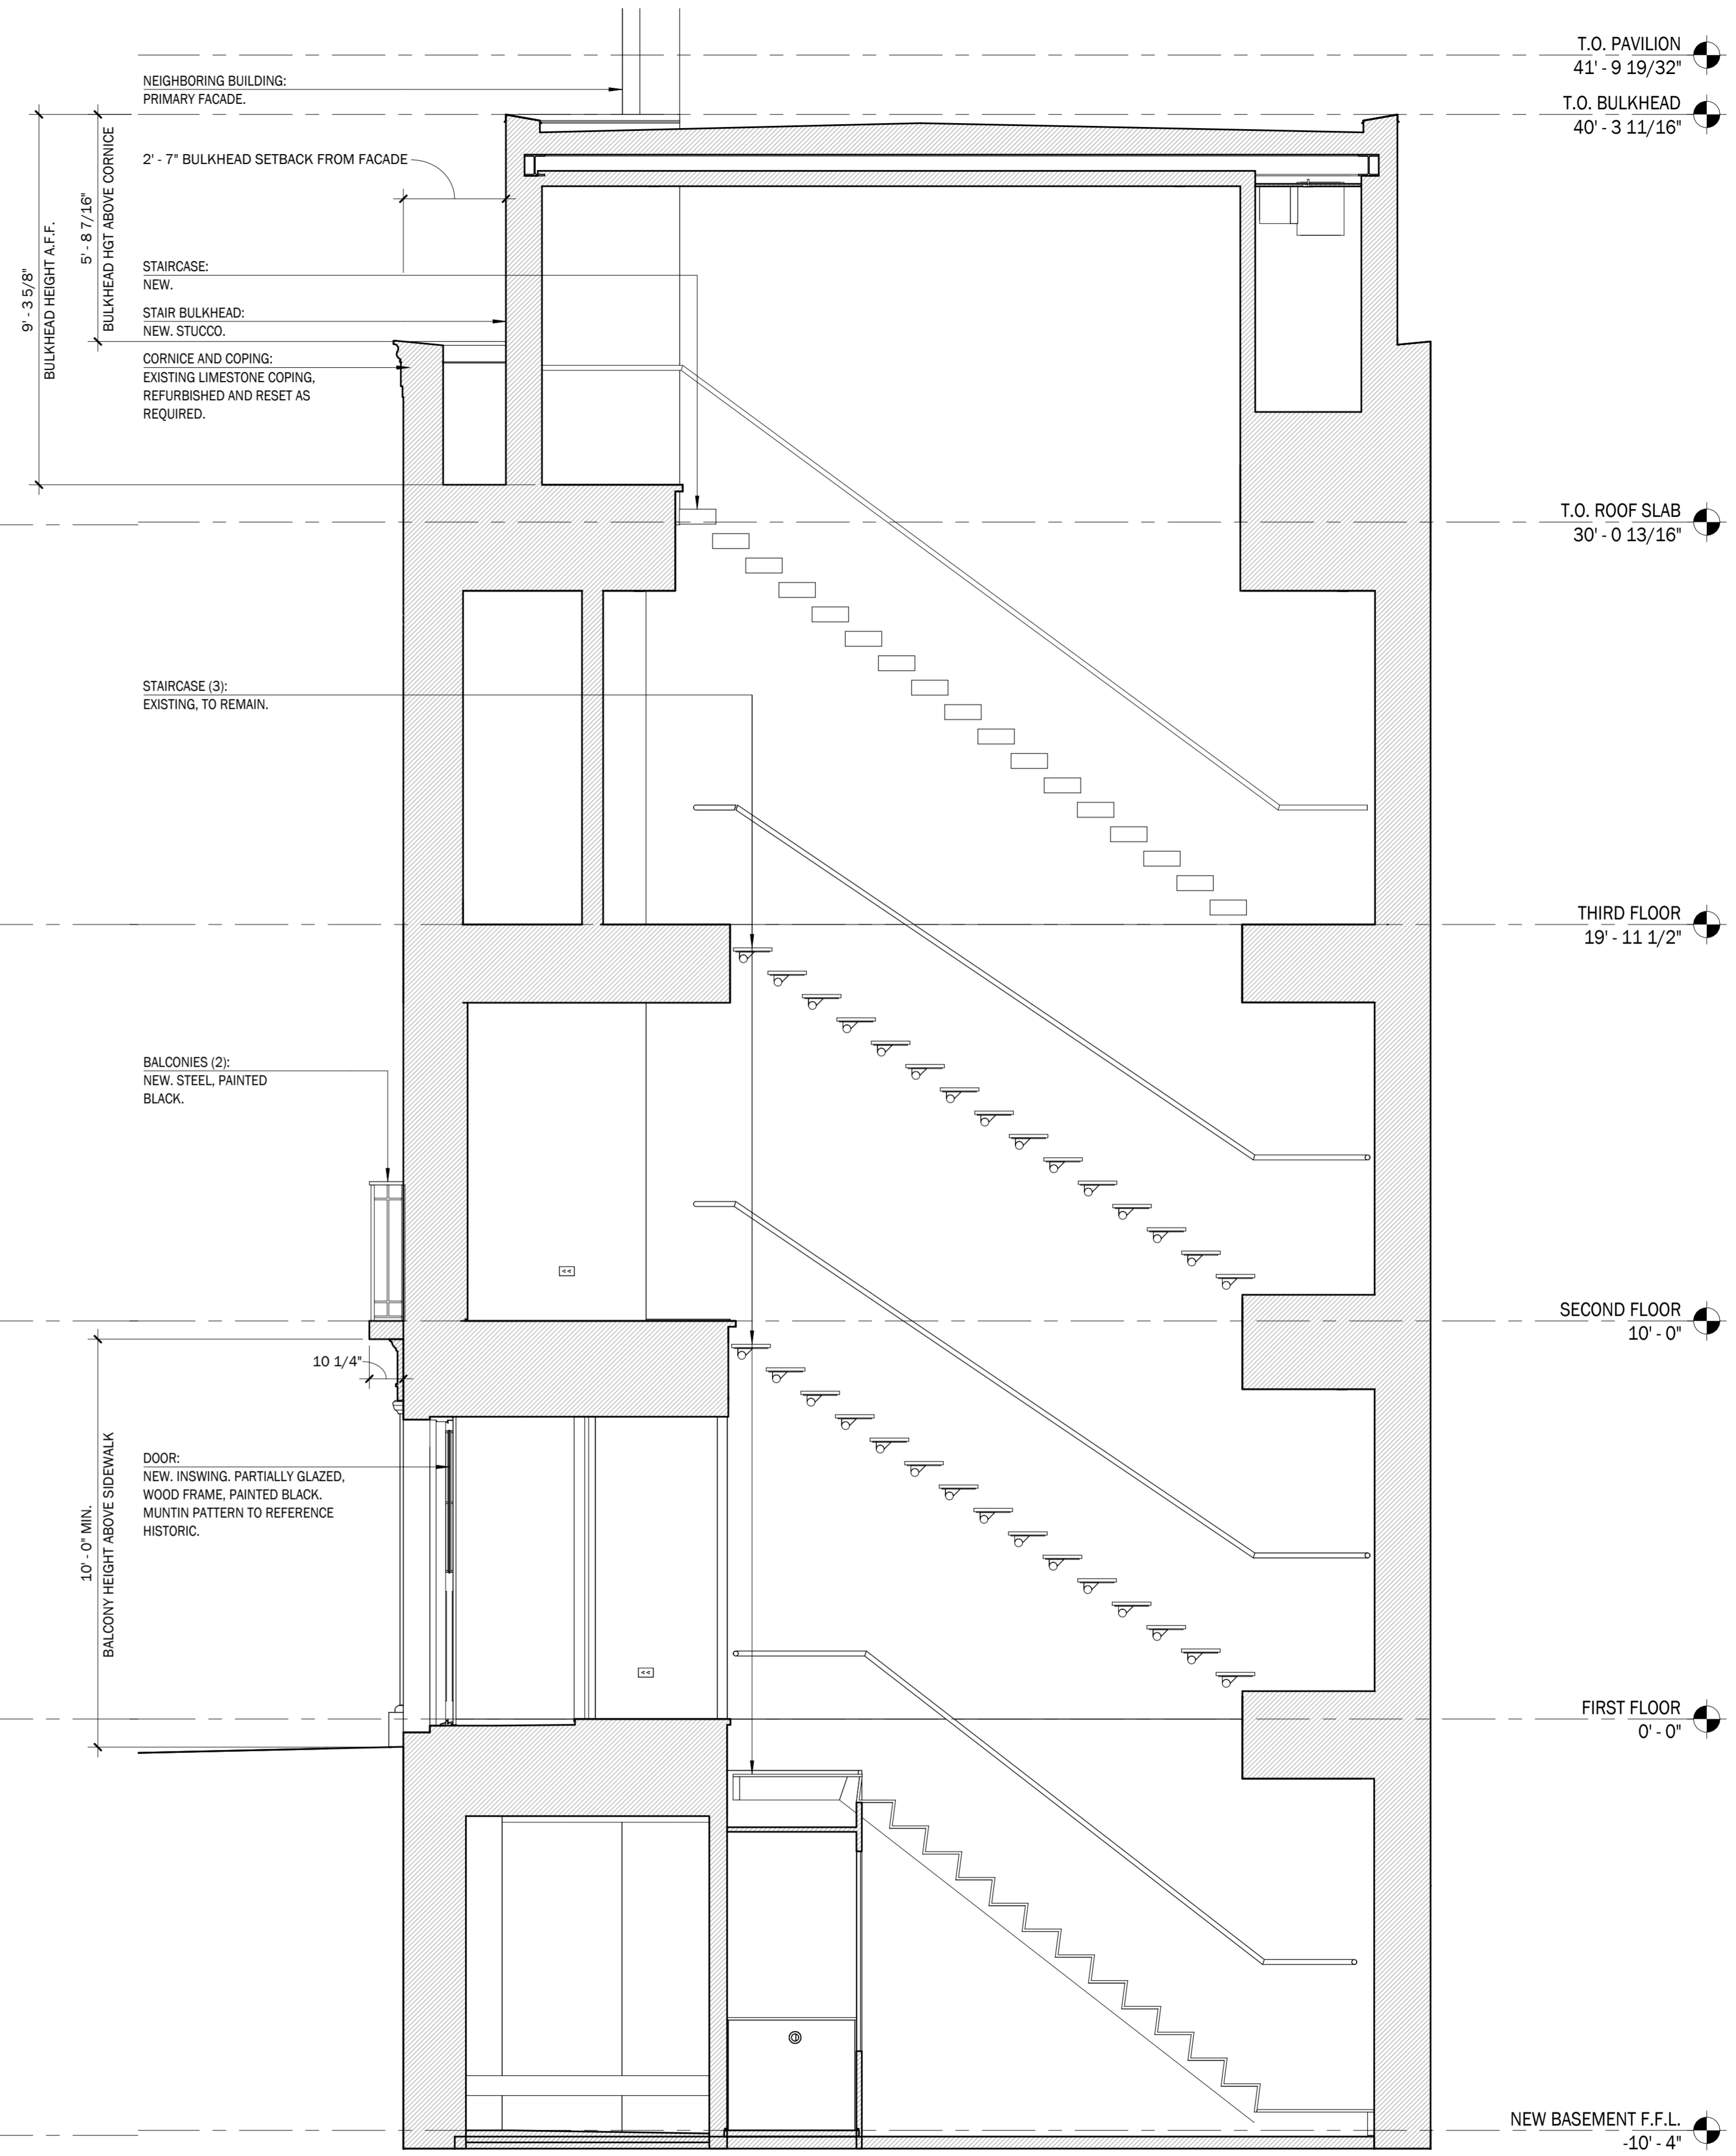 T.O. PAVILION
41' - 9 19/32"
NEIGHBORING BUILDING:
PRIMARY FACADE.
T.O. BULKHEAD
40' - 3 11/16"
2' - 7" BULKHEAD SETBACK FROM FACADE
9' - 3 5/8"
BULKHEAD HEIGHT A.F.F.
5' - 8 7/16"
BULKHEAD HGT ABOVE CORNICE
STAIRCASE:
NEW.
STAIR BULKHEAD:
NEW. STUCCO.
CORNICE AND COPING:
EXISTING LIMESTONE COPING,
REFURBISHED AND RESET AS
REQUIRED.
T.O. ROOF SLAB
30' - 0 13/16"
STAIRCASE (3):
EXISTING, TO REMAIN.
THIRD FLOOR
19' - 11 1/2"
BALCONIES (2):
NEW. STEEL, PAINTED
BLACK.
SECOND FLOOR
10' - 0"
10 1/4"
10' - 0" MIN.
BALCONY HEIGHT ABOVE SIDEWALK
DOOR:
NEW. INSWING. PARTIALLY GLAZED,
WOOD FRAME, PAINTED BLACK.
MUNTIN PATTERN TO REFERENCE
HISTORIC.
FIRST FLOOR
0' - 0"
NEW BASEMENT F.F.L.
-10' - 4"